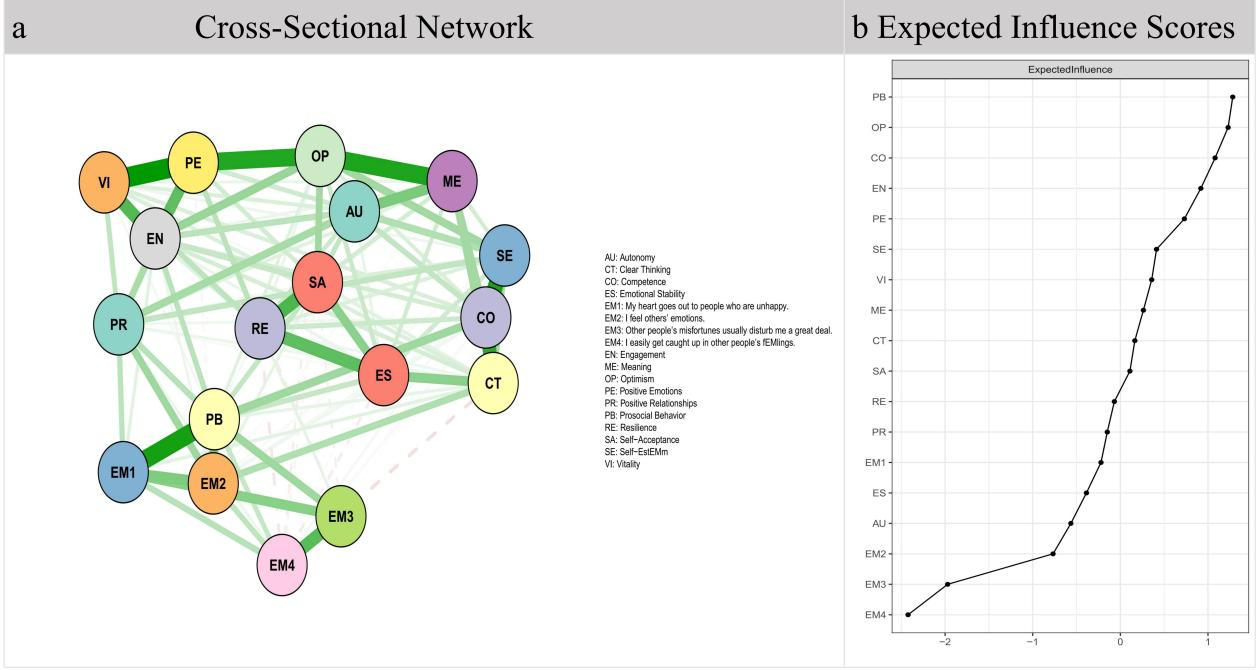 a Cross-Sectional Network
b Expected Influence Scores
VI
PE
OP
ME
AU
EN
SE
SA
PR
RE
CO
ES
CT
PB
EM1
EM2
EM3
EM4
AU: Autonomy
CT: Clear Thinking
CO: Competence
ES: Emotional Stability
EM1: My heart goes out to people who are unhappy.
EM2: I feel others' emotions.
EM3: Other people's misfortunes usually disturb me a great deal.
EM4: I easily get caught up in other people's fEMlings.
EN: Engagement
ME: Meaning
OP: Optimism
PE: Positive Emotions
PR: Positive Relationships
PB: Prosocial Behavior
RE: Resilience
SA: Self−Acceptance
SE: Self−EstEMm
VI: Vitality
ExpectedInfluence
PB
OP
CO
EN
PE
SE
VI
ME
CT
SA
RE
PR
EM1
ES
AU
EM2
EM3
EM4
−2 −1 0 1